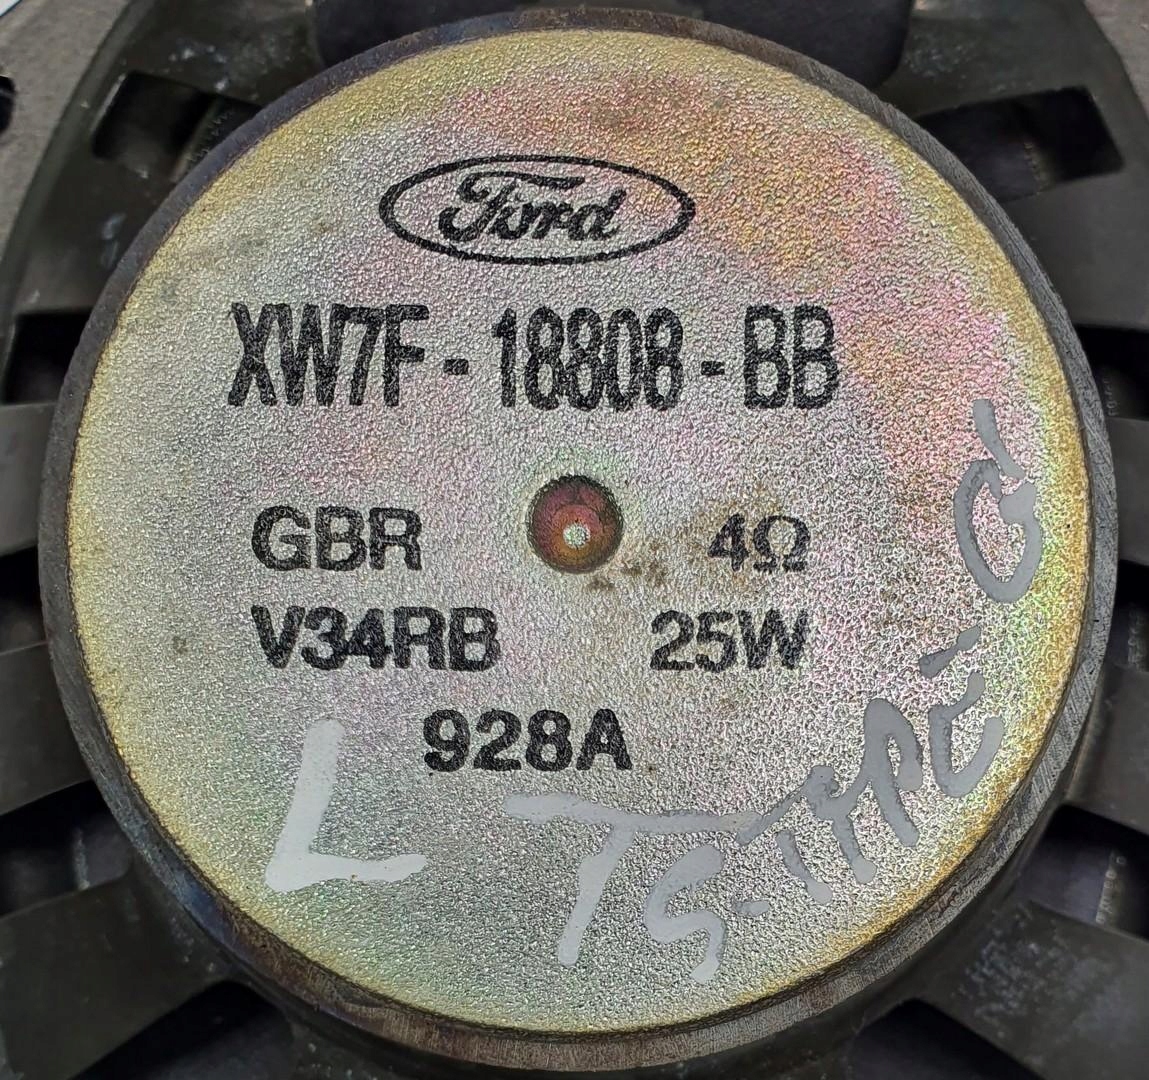 Ford
XW7F-18808-BB
GBR 4Ω
V34RB 25W
928A
L